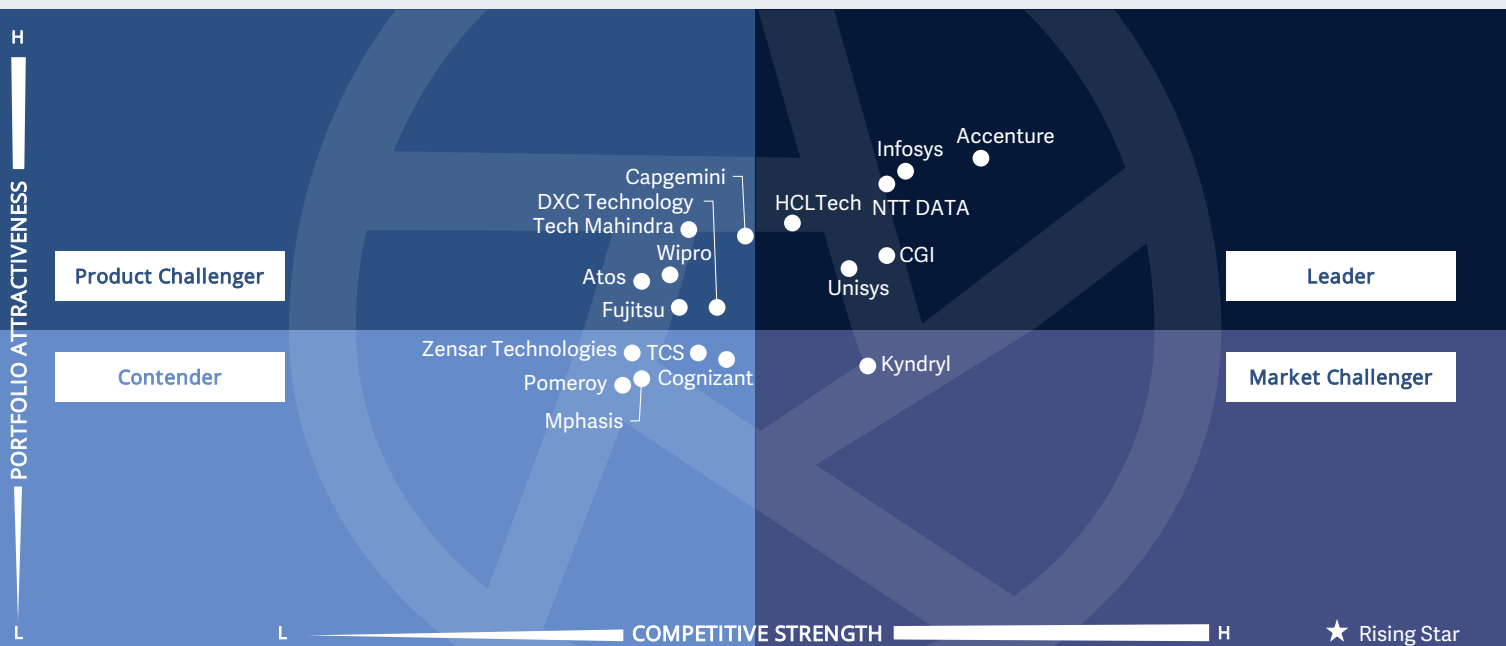 H
Accenture
Infosys
Capgemini
DXC Technology
HCLTech
NTT DATA
Tech Mahindra
Wipro
CGI
Atos
Unisys
Fujitsu
Product Challenger
Leader
PORTFOLIO ATTRACTIVENESS
Zensar Technologies
TCS
Kyndryl
Contender
Pomeroy
Cognizant
Market Challenger
Mphasis
L
L
COMPETITIVE STRENGTH
H
Rising Star